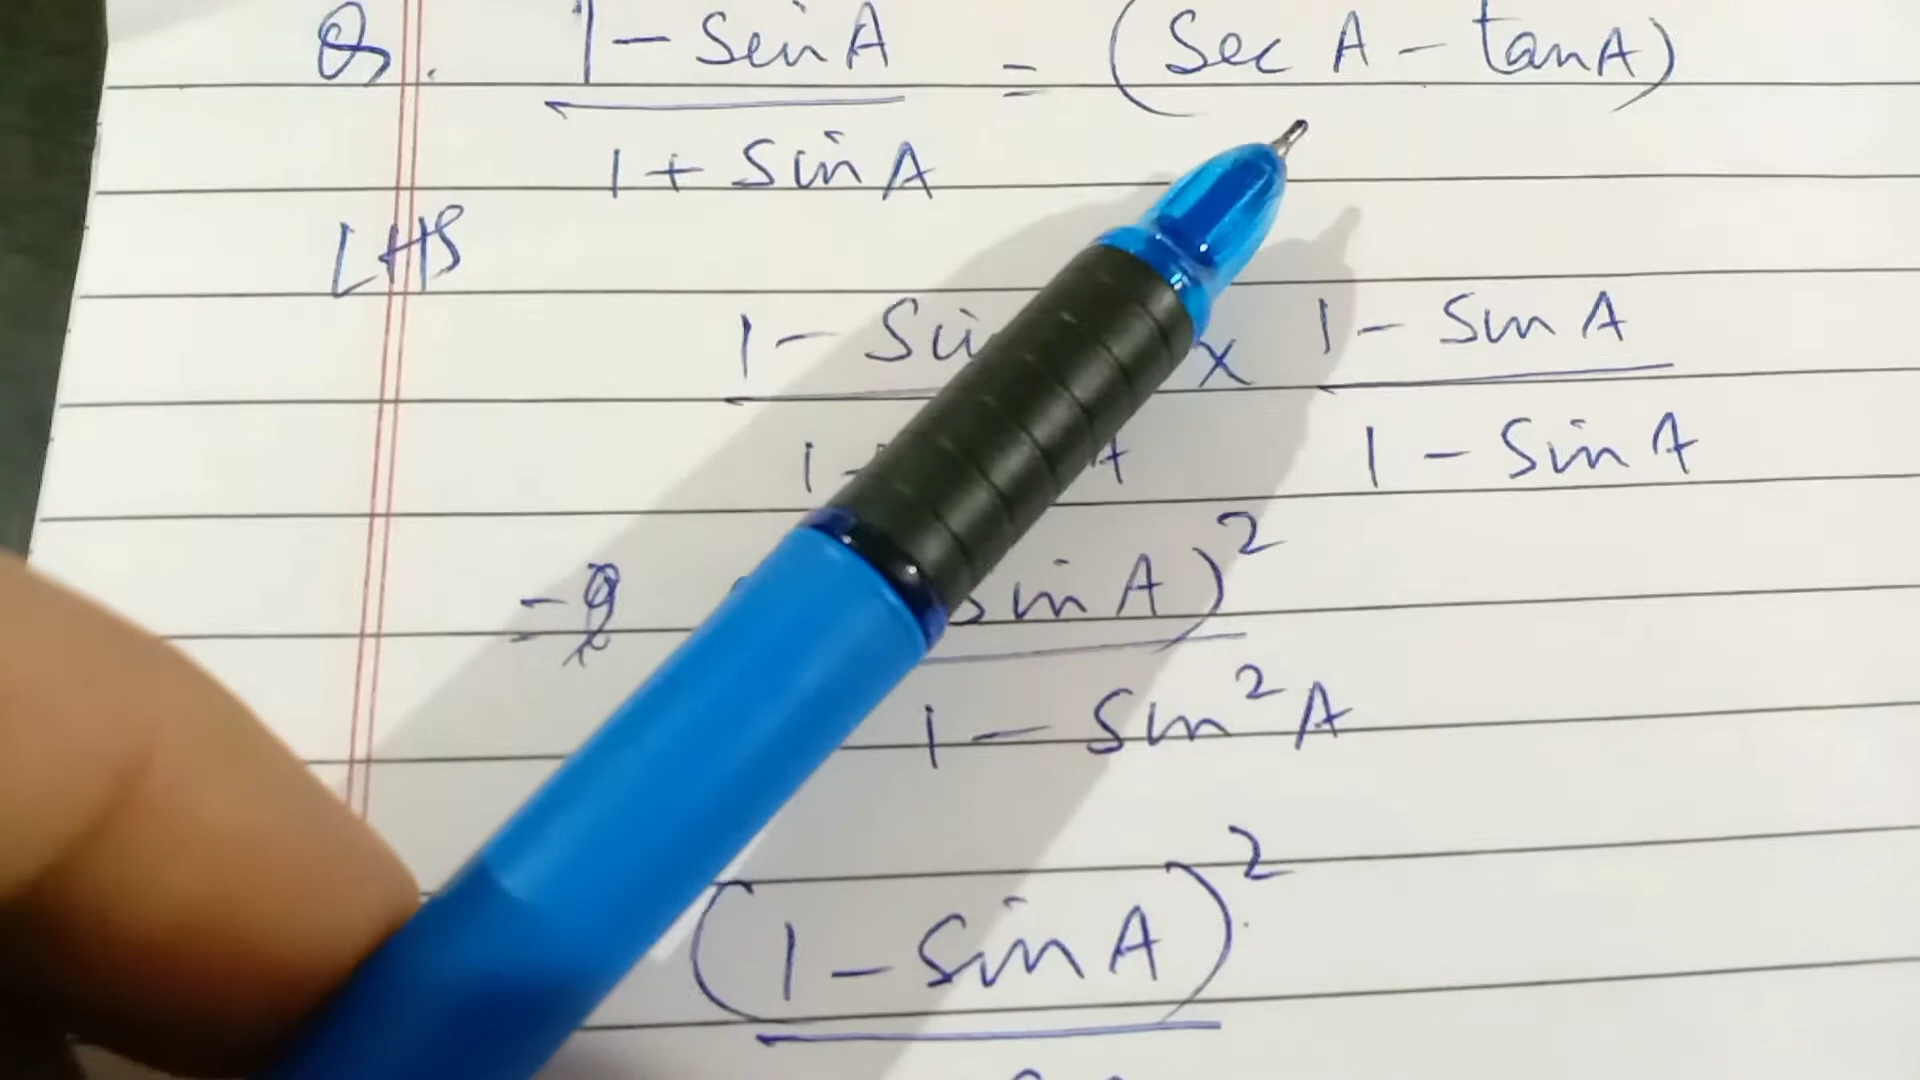 Q. 1 - Sin A / 1 + Sin A = (Sec A - tan A)
LHS
1 - Si × 1 - Sin A
1 - A 1 - Sin A
= Sin A)²
1 - Sin² A
(1 - Sin A)²